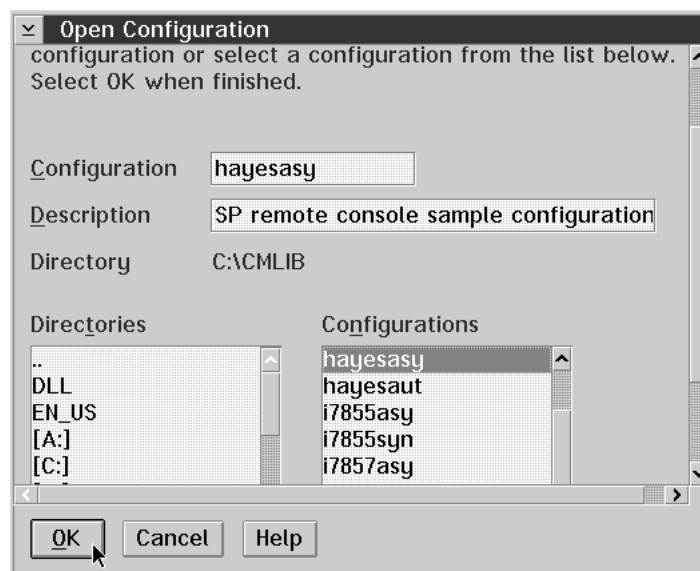 Open Configuration
configuration or select a configuration from the list below.
Select OK when finished.
Configuration hayesasy
Description SP remote console sample configuration
Directory C:\CMLIB
Directories Configurations
.. hayesasy
DLL hayesaut
EN_US i7855asy
[A:] i7855syn
[C:] i7857asy
OK Cancel Help